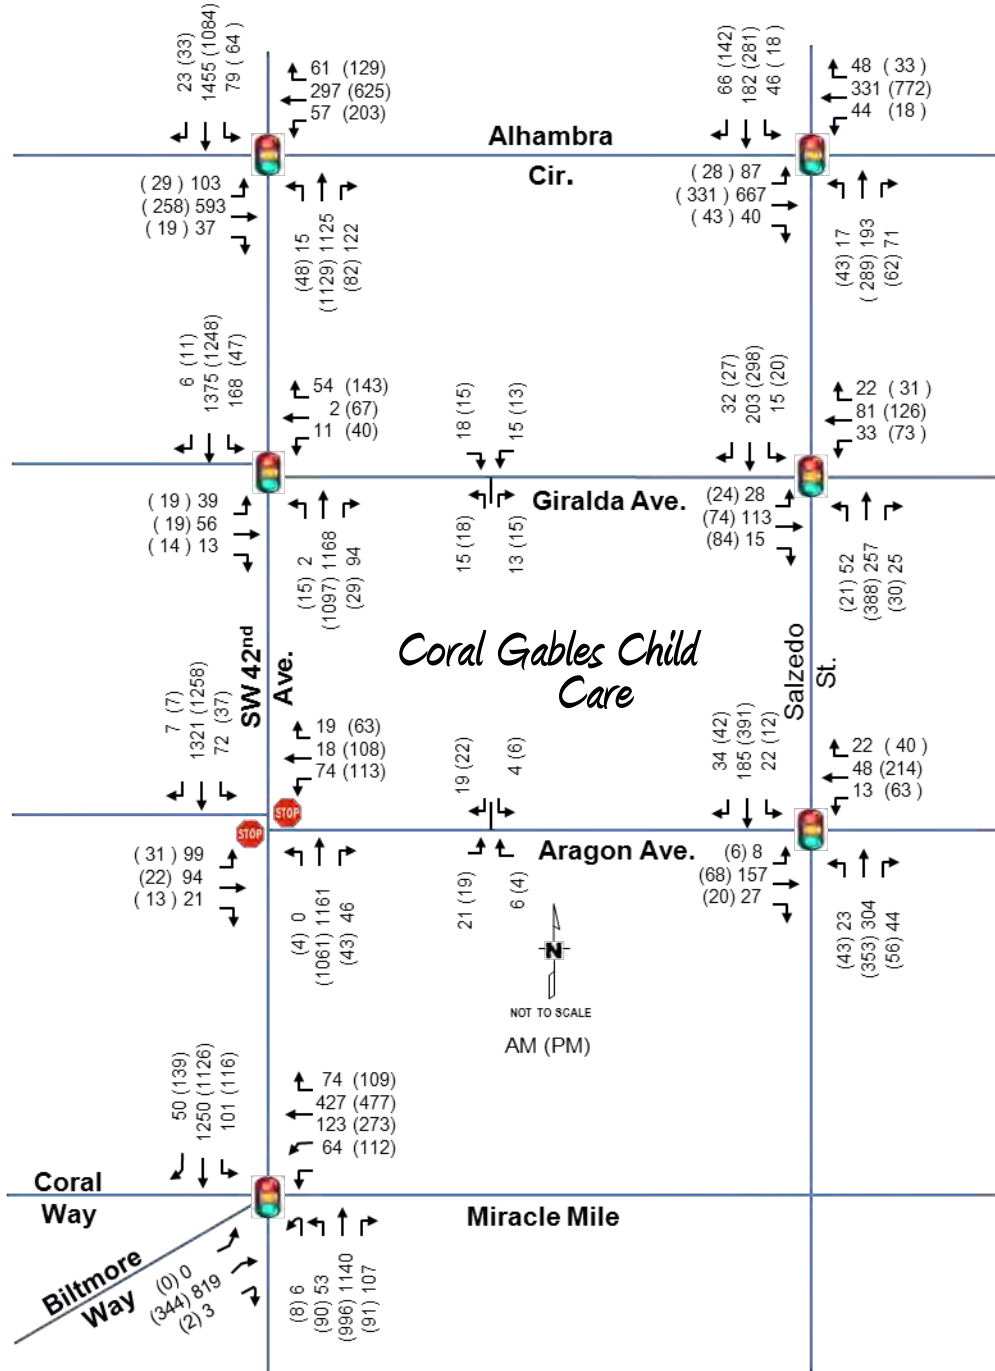 23 (33)
1455 (1084)
79 ( 64 )
61 (129)
297 (625)
57 (203)
66 (142)
182 (281)
46 ( 18 )
48 ( 33 )
331 (772)
44 (18 )
Alhambra
Cir.
( 29 ) 103
( 258) 593
( 19 ) 37
(48) 15
(1129) 1125
(82) 122
( 28 ) 87
( 331 ) 667
( 43 ) 40
(43) 17
( 289) 193
(62) 71
6 (11)
1375 (1248)
168 (47)
54 (143)
2 (67)
11 (40)
18 (15)
15 (13)
32 (27)
203 (298)
15 (20)
22 ( 31 )
81 (126)
33 (73 )
( 19 ) 39
( 19) 56
( 14 ) 13
(15) 2
(1097) 1168
(29) 94
15 (18)
13 (15)
Giralda Ave.
(24) 28
(74) 113
(84) 15
(21) 52
(388) 257
(30) 25
SW 42nd
Ave.
Coral Gables Child
Care
Salzedo
St.
7 (7)
1321 (1258)
72 (37)
19 (63)
18 (108)
74 (113)
19 (22)
4 (6)
34 (42)
185 (391)
22 (12)
22 ( 40 )
48 (214)
13 (63 )
STOP
STOP
( 31 ) 99
(22) 94
( 13 ) 21
(4) 0
(1061) 1161
(43) 46
21 (19)
6 (4)
Aragon Ave.
(6) 8
(68) 157
(20) 27
(43) 23
(353) 304
(56) 44
N
NOT TO SCALE
AM (PM)
50 (139)
1250 (1126)
101 (116)
74 (109)
427 (477)
123 (273)
64 (112)
Coral
Way
Miracle Mile
Biltmore
Way
(0) 0
(344) 819
(2) 3
(8) 6
(90) 53
(996) 1140
(91) 107